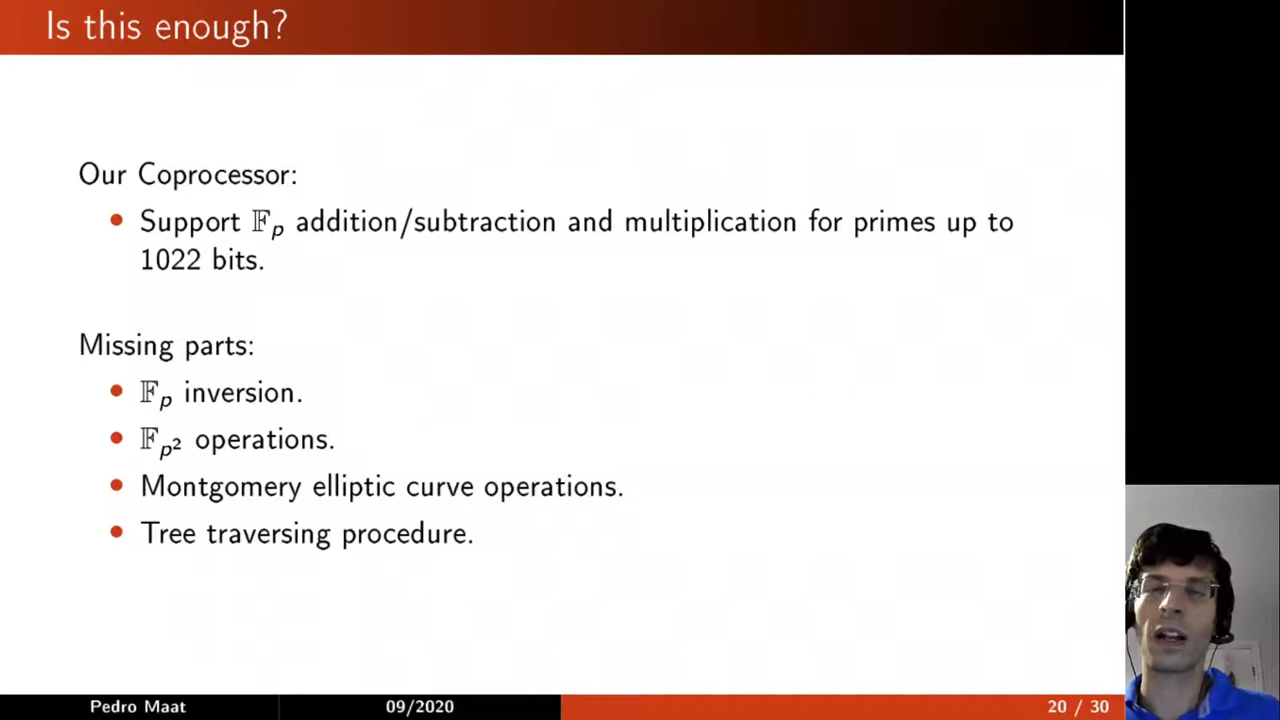 Is this enough?
Our Coprocessor:
• Support 𝔽ₚ addition/subtraction and multiplication for primes up to
1022 bits.
Missing parts:
• 𝔽ₚ inversion.
• 𝔽ₚ² operations.
• Montgomery elliptic curve operations.
• Tree traversing procedure.
Pedro Maat 09/2020 20 / 30